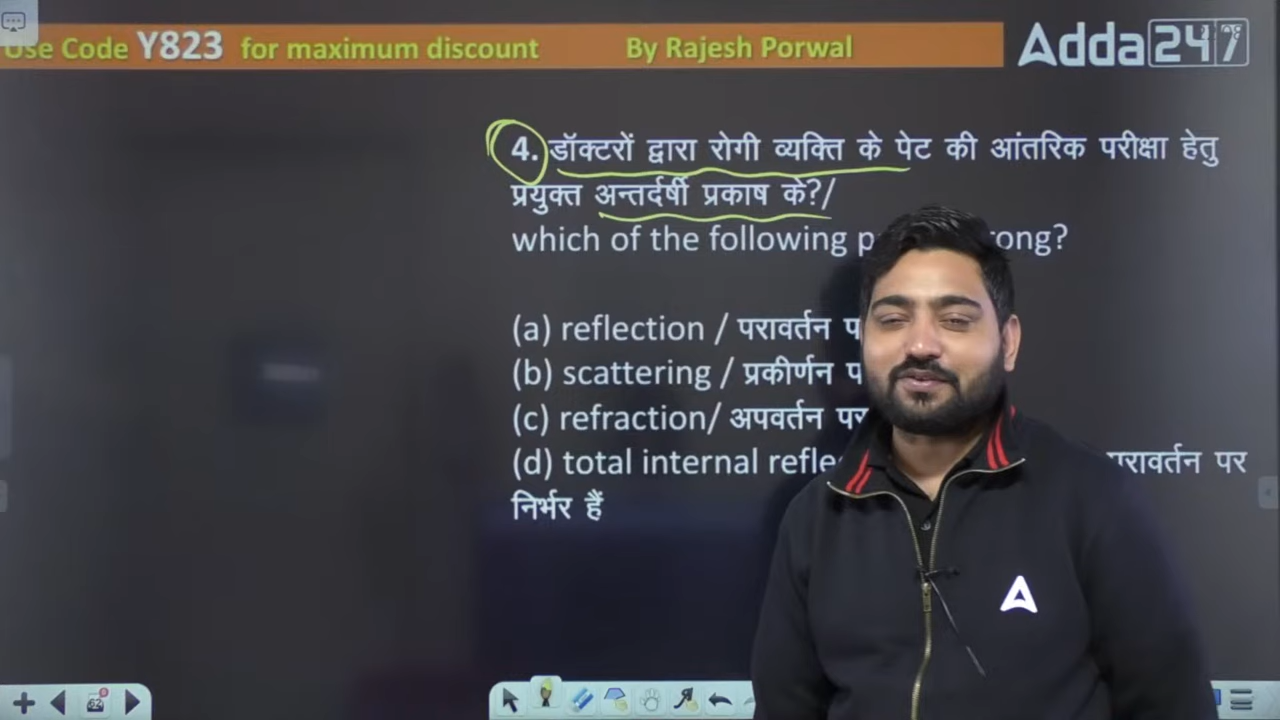 Use Code Y823 for maximum discount By Rajesh Porwal
Adda247
4. डॉक्टरों द्वारा रोगी व्यक्ति के पेट की आंतरिक परीक्षा हेतु
प्रयुक्त अन्तर्दर्षी प्रकाष के?/
which of the following
(a) reflection / परावर्तन
(b) scattering / प्रकीर्णन
(c) refraction/ अपवर्तन पर
(d) total internal परावर्तन पर
निर्भर हैं